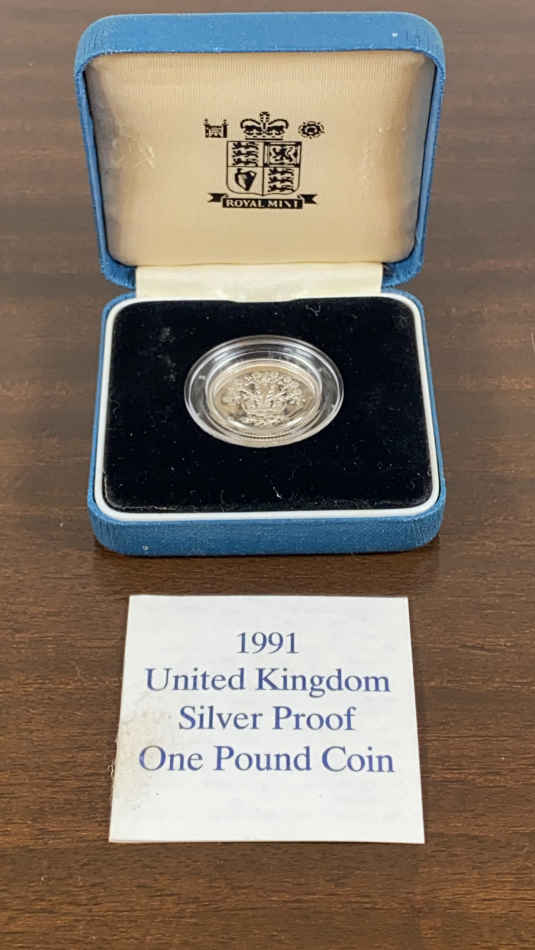 ROYAL MINT
1991
United Kingdom
Silver Proof
One Pound Coin